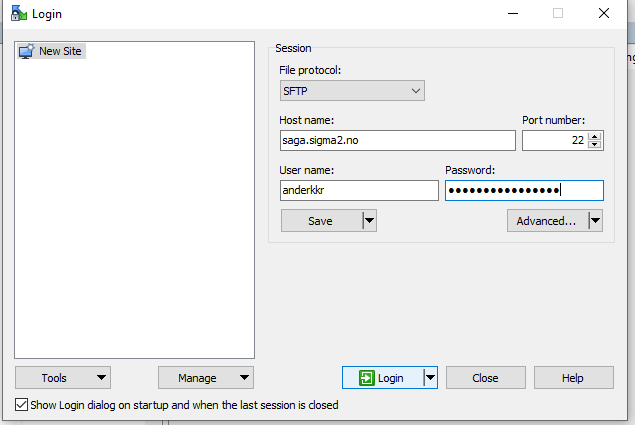 Login
New Site
Session
File protocol:
SFTP
Host name:
Port number:
saga.sigma2.no
22
User name:
Password:
anderkkr
••••••••••••••••
Save
Advanced...
Tools
Manage
Login
Close
Help
Show Login dialog on startup and when the last session is closed